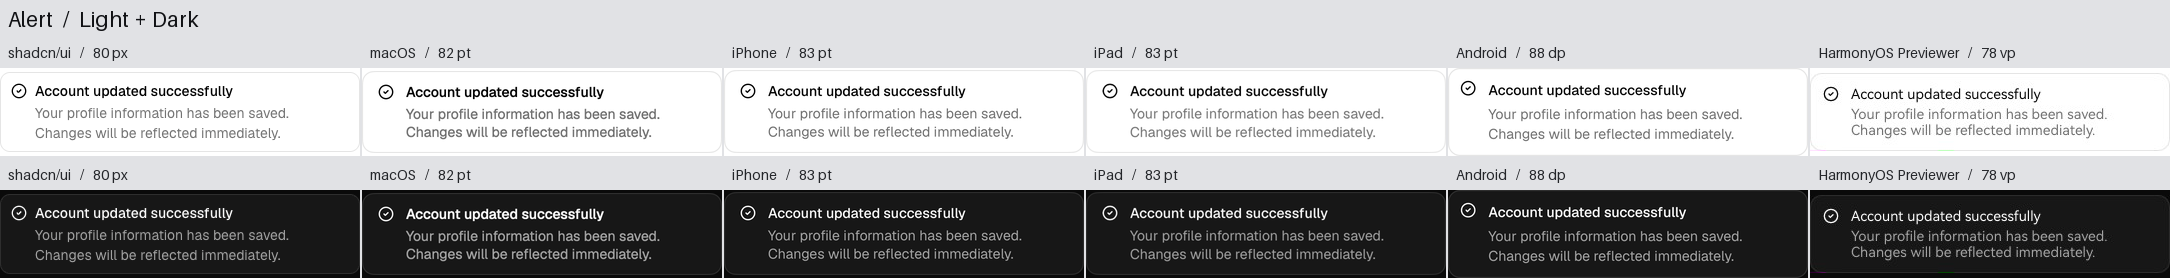 Alert / Light + Dark
shadcn/ui / 80 px
macOS / 82 pt
iPhone / 83 pt
iPad / 83 pt
Android / 88 dp
HarmonyOS Previewer / 78 vp
Account updated successfully
Your profile information has been saved.
Changes will be reflected immediately.
Account updated successfully
Your profile information has been saved.
Changes will be reflected immediately.
Account updated successfully
Your profile information has been saved.
Changes will be reflected immediately.
Account updated successfully
Your profile information has been saved.
Changes will be reflected immediately.
Account updated successfully
Your profile information has been saved.
Changes will be reflected immediately.
Account updated successfully
Your profile information has been saved.
Changes will be reflected immediately.
shadcn/ui / 80 px
macOS / 82 pt
iPhone / 83 pt
iPad / 83 pt
Android / 88 dp
HarmonyOS Previewer / 78 vp
Account updated successfully
Your profile information has been saved.
Changes will be reflected immediately.
Account updated successfully
Your profile information has been saved.
Changes will be reflected immediately.
Account updated successfully
Your profile information has been saved.
Changes will be reflected immediately.
Account updated successfully
Your profile information has been saved.
Changes will be reflected immediately.
Account updated successfully
Your profile information has been saved.
Changes will be reflected immediately.
Account updated successfully
Your profile information has been saved.
Changes will be reflected immediately.